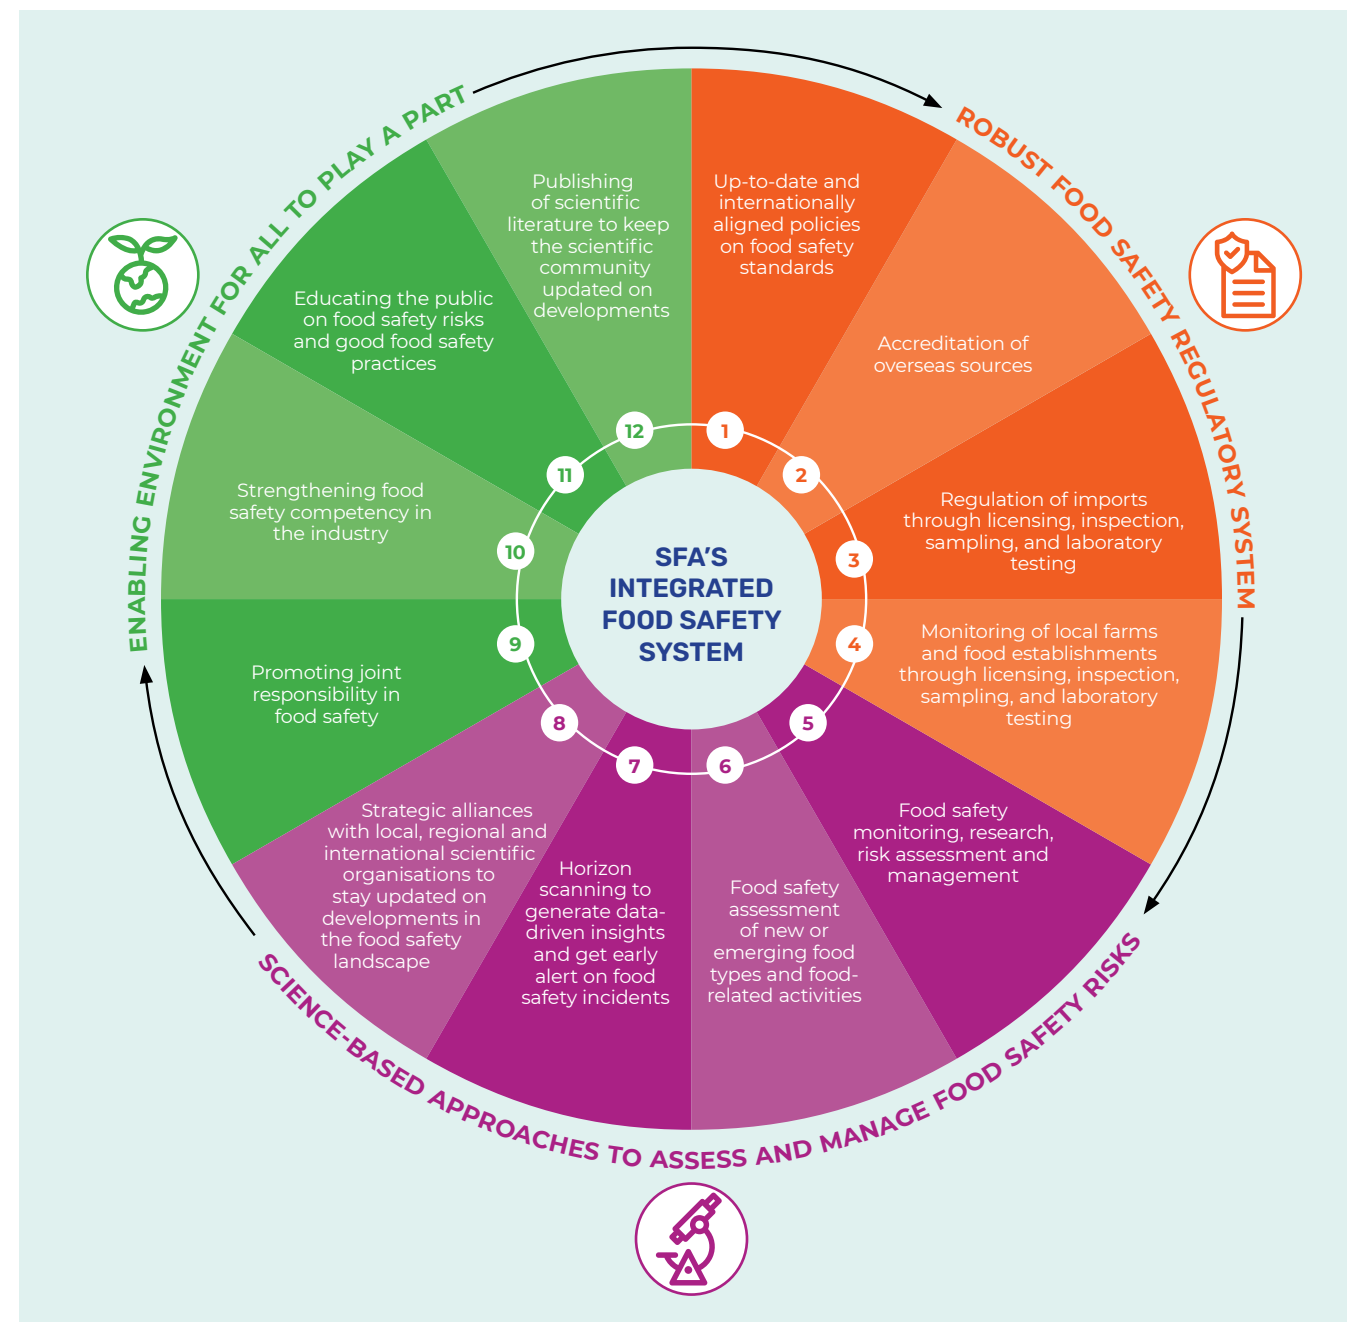 SFA'S
INTEGRATED
FOOD SAFETY
SYSTEM
ROBUST FOOD SAFETY REGULATORY SYSTEM
1
Up-to-date and
internationally
aligned policies
on food safety
standards
2
Accreditation of
overseas sources
3
Regulation of imports
through licensing, inspection,
sampling, and laboratory
testing
4
Monitoring of local farms
and food establishments
through licensing, inspection,
sampling, and laboratory
testing
SCIENCE-BASED APPROACHES TO ASSESS AND MANAGE FOOD SAFETY RISKS
5
Food safety
monitoring, research,
risk assessment and
management
6
Food safety
assessment
of new or
emerging food
types and food-
related activities
7
Horizon
scanning to
generate data-
driven insights
and get early
alert on food
safety incidents
8
Strategic alliances
with local, regional and
international scientific
organisations to
stay updated on
developments in
the food safety
landscape
ENABLING ENVIRONMENT FOR ALL TO PLAY A PART
9
Promoting joint
responsibility in
food safety
10
Strengthening food
safety competency in
the industry
11
Educating the public
on food safety risks
and good food safety
practices
12
Publishing
of scientific
literature to keep
the scientific
community
updated on
developments